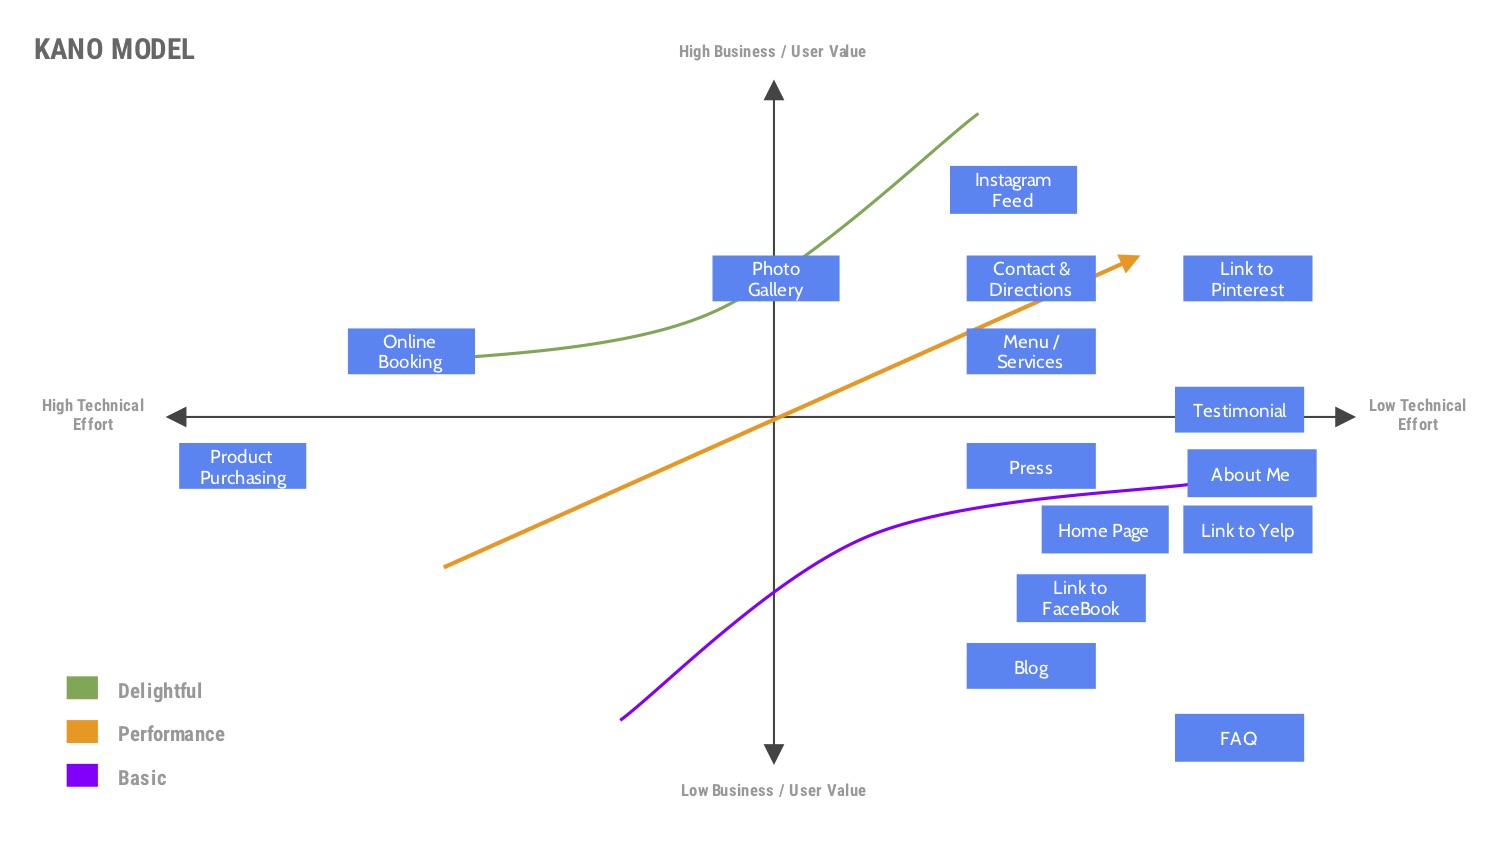 KANO MODEL
High Business / User Value
Instagram
Feed
Photo
Gallery
Contact &
Directions
Link to
Pinterest
Online
Booking
Menu /
Services
High Technical
Effort
Testimonial
Low Technical
Effort
Product
Purchasing
Press
About Me
Home Page
Link to Yelp
Link to
FaceBook
Blog
FAQ
Delightful
Performance
Basic
Low Business / User Value